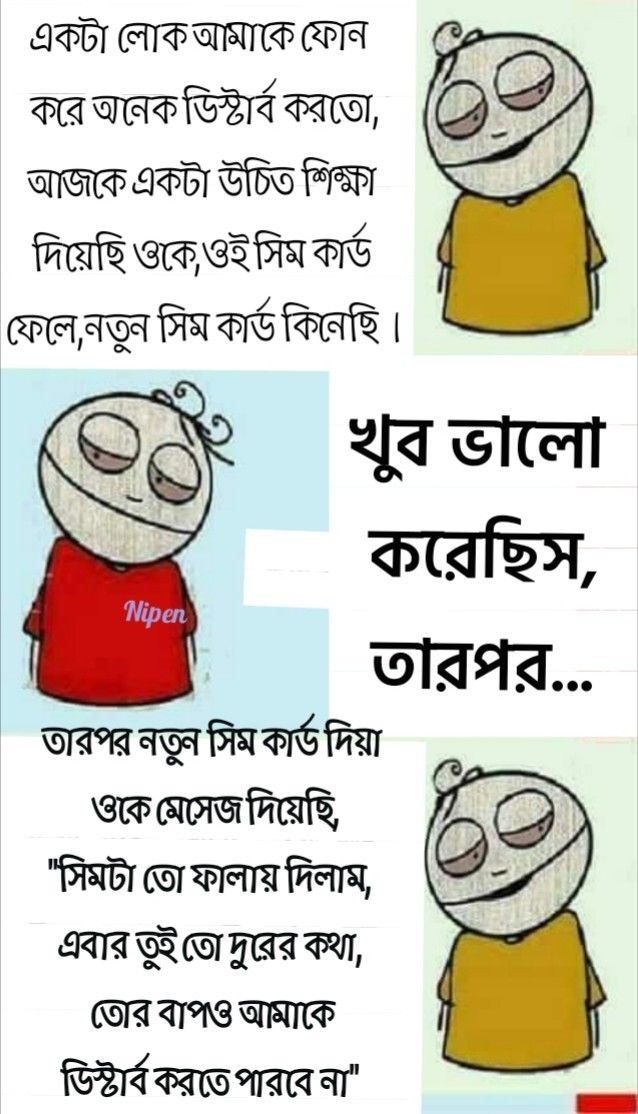 একটা লোক আমাকে ফোন
করে অনেক ডিস্টার্ব করতো,
আজকে একটা উচিত শিক্ষা
দিয়েছি ওকে,ওই সিম কার্ড
ফেলে,নতুন সিম কার্ড কিনেছি।
খুব ভালো
করেছিস,
তারপর...
Nipen
তারপর নতুন সিম কার্ড দিয়া
ওকে মেসেজ দিয়েছি,
"সিমটা তো ফালায় দিলাম,
এবার তুই তো দুরের কথা,
তোর বাপও আমাকে
ডিস্টার্ব করতে পারবে না"